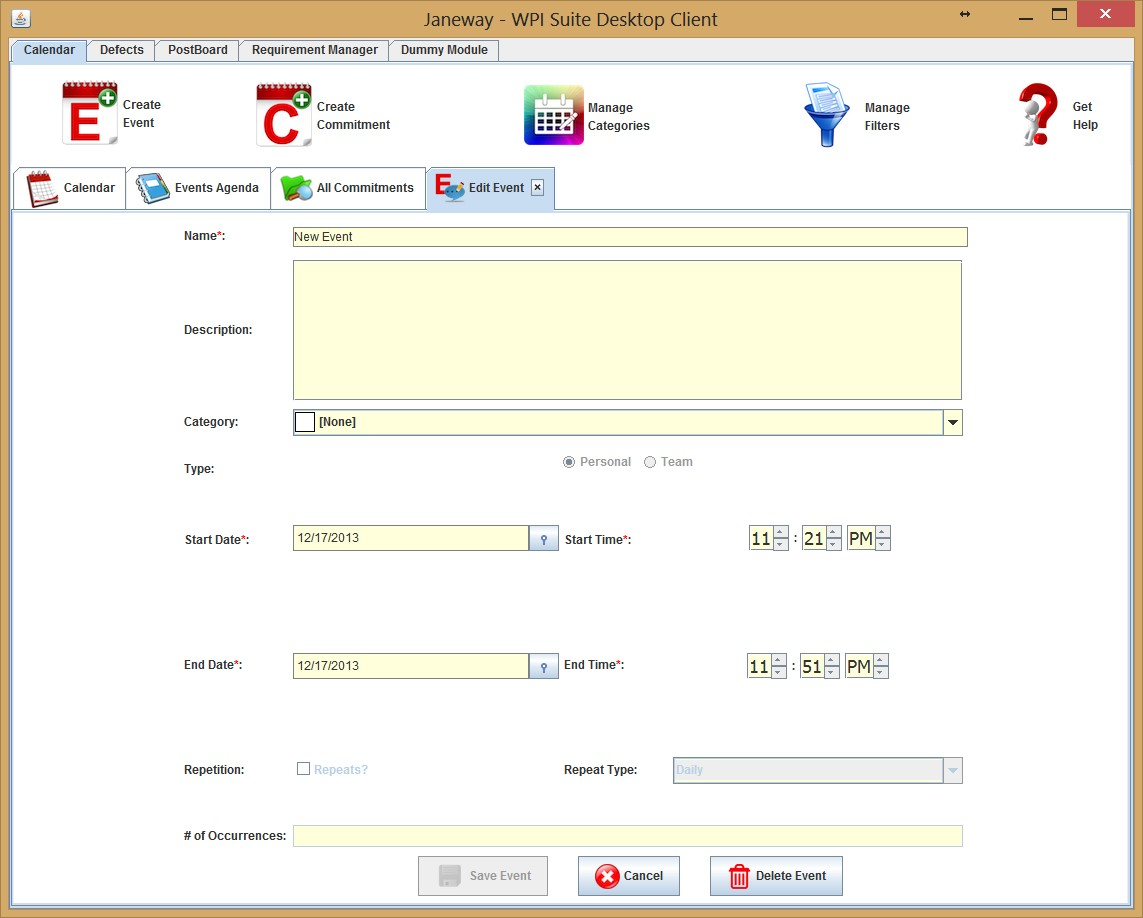 Janeway - WPI Suite Desktop Client
Calendar Defects PostBoard Requirement Manager Dummy Module
E Create Event
C Create Commitment
Manage Categories
Manage Filters
Get Help
Calendar Events Agenda All Commitments E Edit Event
Name*: New Event
Description:
Category: [None]
Type: Personal Team
Start Date*: 12/17/2013 Start Time*: 11 : 21 PM
End Date*: 12/17/2013 End Time*: 11 : 51 PM
Repetition: Repeats? Repeat Type: Daily
# of Occurrences:
Save Event Cancel Delete Event